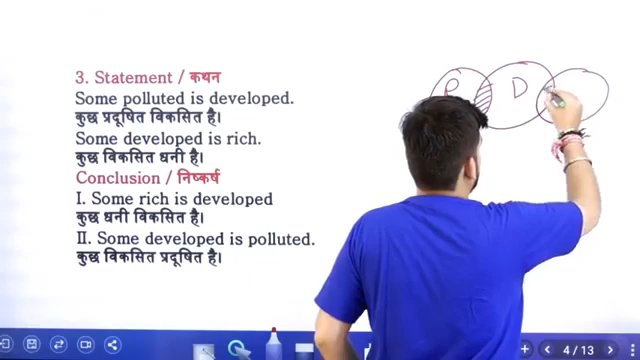 3. Statement / कथन
Some polluted is developed.
कुछ प्रदूषित विकसित है।
Some developed is rich.
कुछ विकसित धनी है।
Conclusion / निष्कर्ष
I. Some rich is developed
कुछ धनी विकसित है।
II. Some developed is polluted.
कुछ विकसित प्रदूषित है।
P D
4 / 13